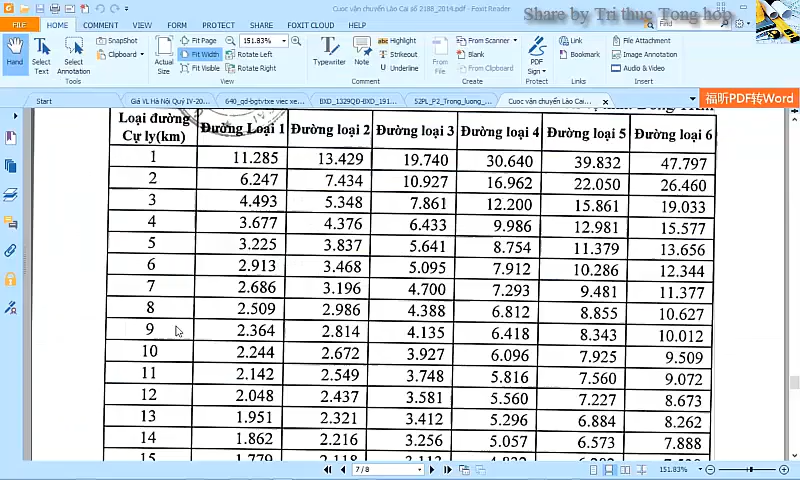 Cuoc vận chuyển Lào Cai số 2188_2014.pdf - Foxit Reader
Share by Tri thuc Tong hop
FILE HOME COMMENT VIEW FORM PROTECT SHARE FOXIT CLOUD HELP
Find
Hand
Select Text
Select Annotation
SnapShot
Clipboard
Actual Size
Fit Page
Fit Width
Fit Visible
151.83%
Rotate Left
Rotate Right
Typewriter
Note
Highlight
Strikeout
Underline
From File
From Scanner
Blank
From Clipboard
PDF Sign
Link
Bookmark
File Attachment
Image Annotation
Audio & Video
Tools View Comment Create Protect Links Insert
Start
Giá VL Hà Nội Quý IV-20...
640_qd-bgtvtxe viec xe...
BXD_1329QĐ-BXD_191...
52PL_P2_Trong_luong_...
Cuoc vận chuyển Lào Cai...
福昕PDF转Word
Loại đường Cự ly(km) Đường Loại 1 Đường loại 2 Đường loại 3 Đường loại 4 Đường loại 5 Đường loại 6
1 11.285 13.429 19.740 30.640 39.832 47.797
2 6.247 7.434 10.927 16.962 22.050 26.460
3 4.493 5.348 7.861 12.200 15.861 19.033
4 3.677 4.376 6.433 9.986 12.981 15.577
5 3.225 3.837 5.641 8.754 11.379 13.656
6 2.913 3.468 5.095 7.912 10.286 12.344
7 2.686 3.196 4.700 7.293 9.481 11.377
8 2.509 2.986 4.388 6.812 8.855 10.627
9 2.364 2.814 4.135 6.418 8.343 10.012
10 2.244 2.672 3.927 6.096 7.925 9.509
11 2.142 2.549 3.748 5.816 7.560 9.072
12 2.048 2.437 3.581 5.560 7.227 8.673
13 1.951 2.321 3.412 5.296 6.884 8.262
14 1.862 2.216 3.256 5.057 6.573 7.888
15 1.779 2.118
7 / 8
151.83%